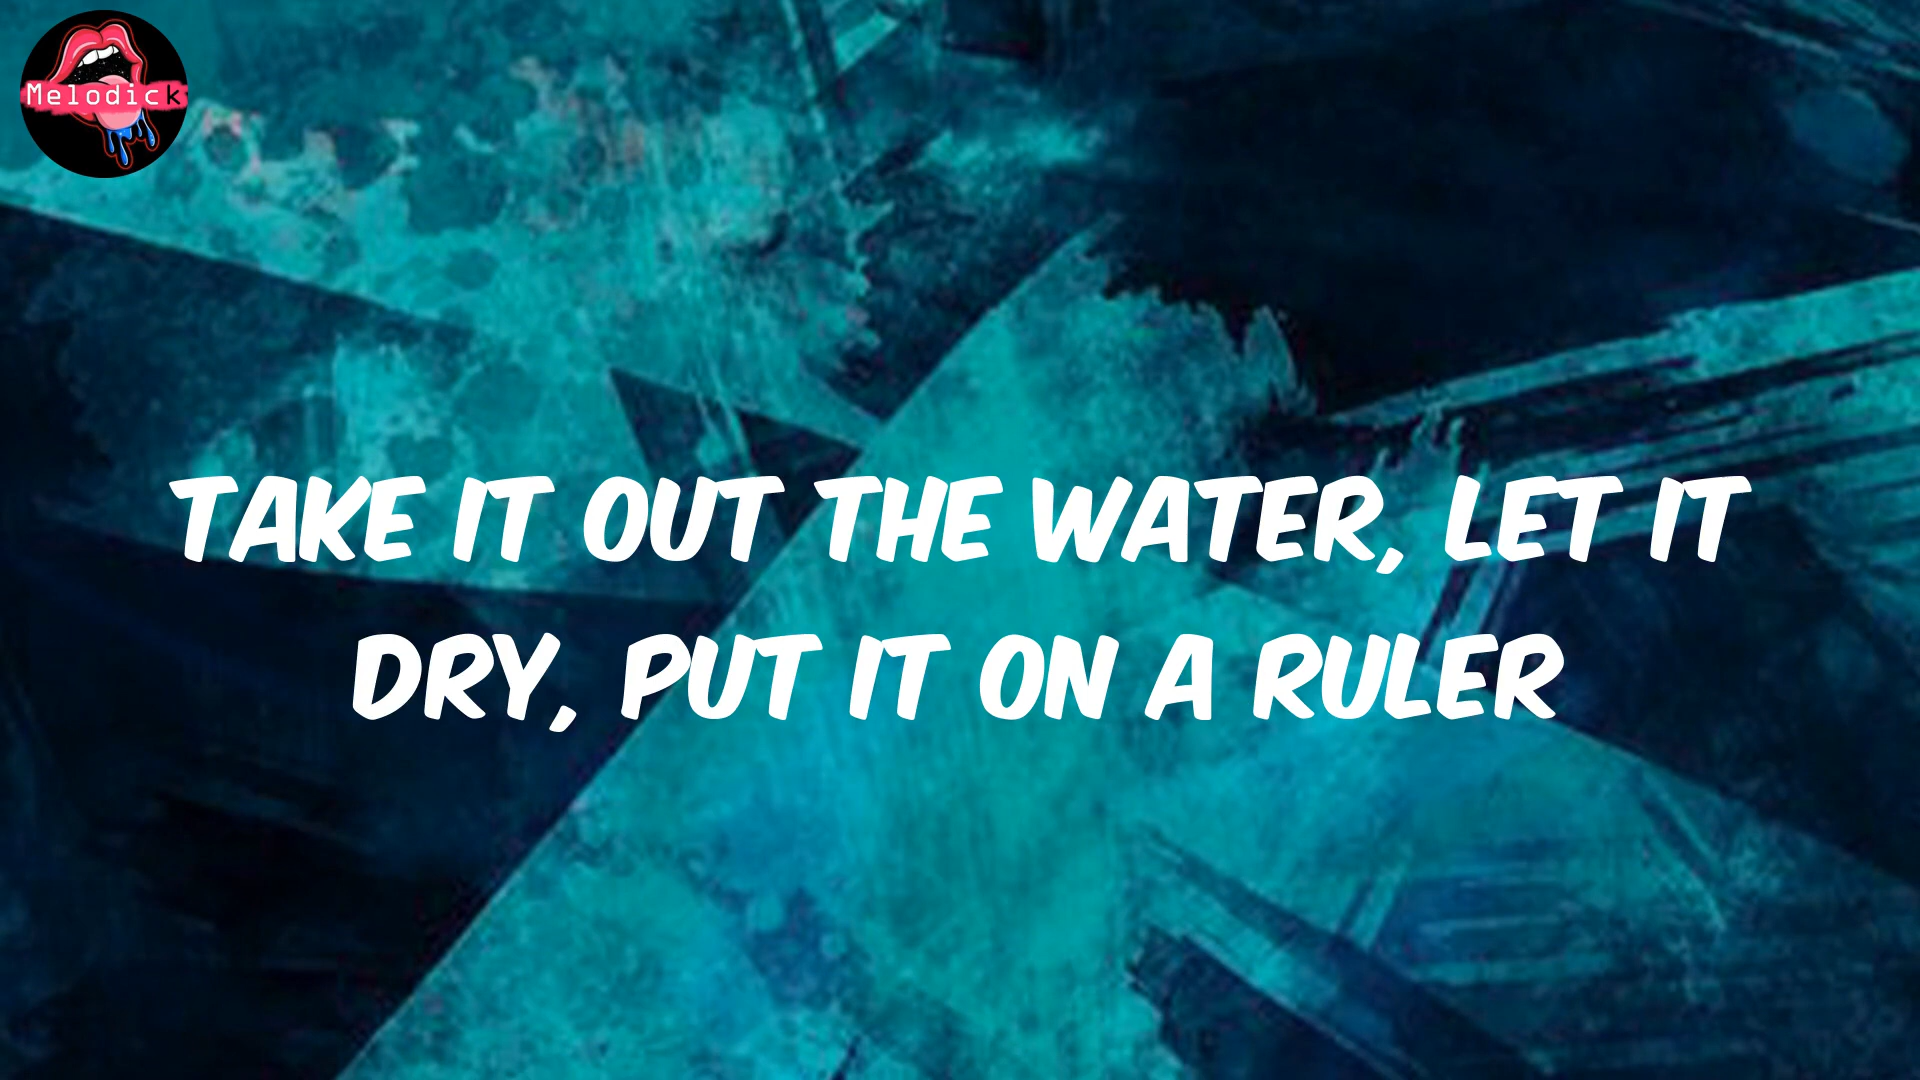 Melodick
TAKE IT OUT THE WATER, LET IT
DRY, PUT IT ON A RULER